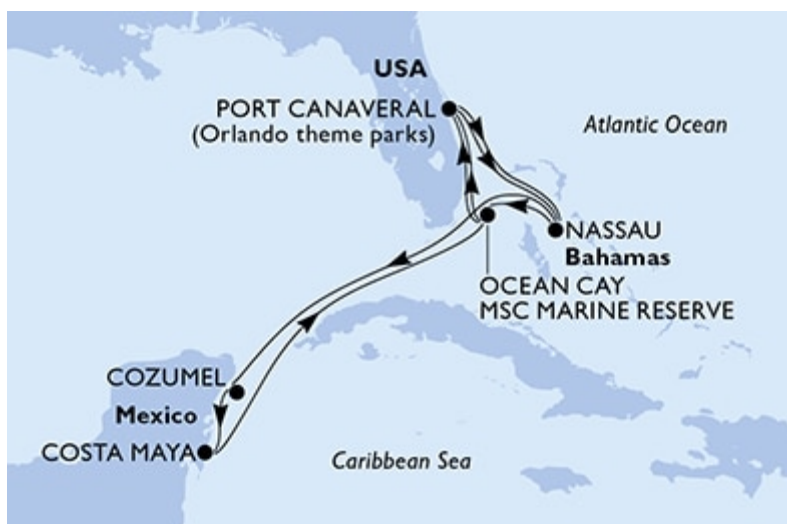 USA
PORT CANAVERAL
(Orlando theme parks)
Atlantic Ocean
NASSAU
Bahamas
OCEAN CAY
MSC MARINE RESERVE
COZUMEL
Mexico
COSTA MAYA
Caribbean Sea